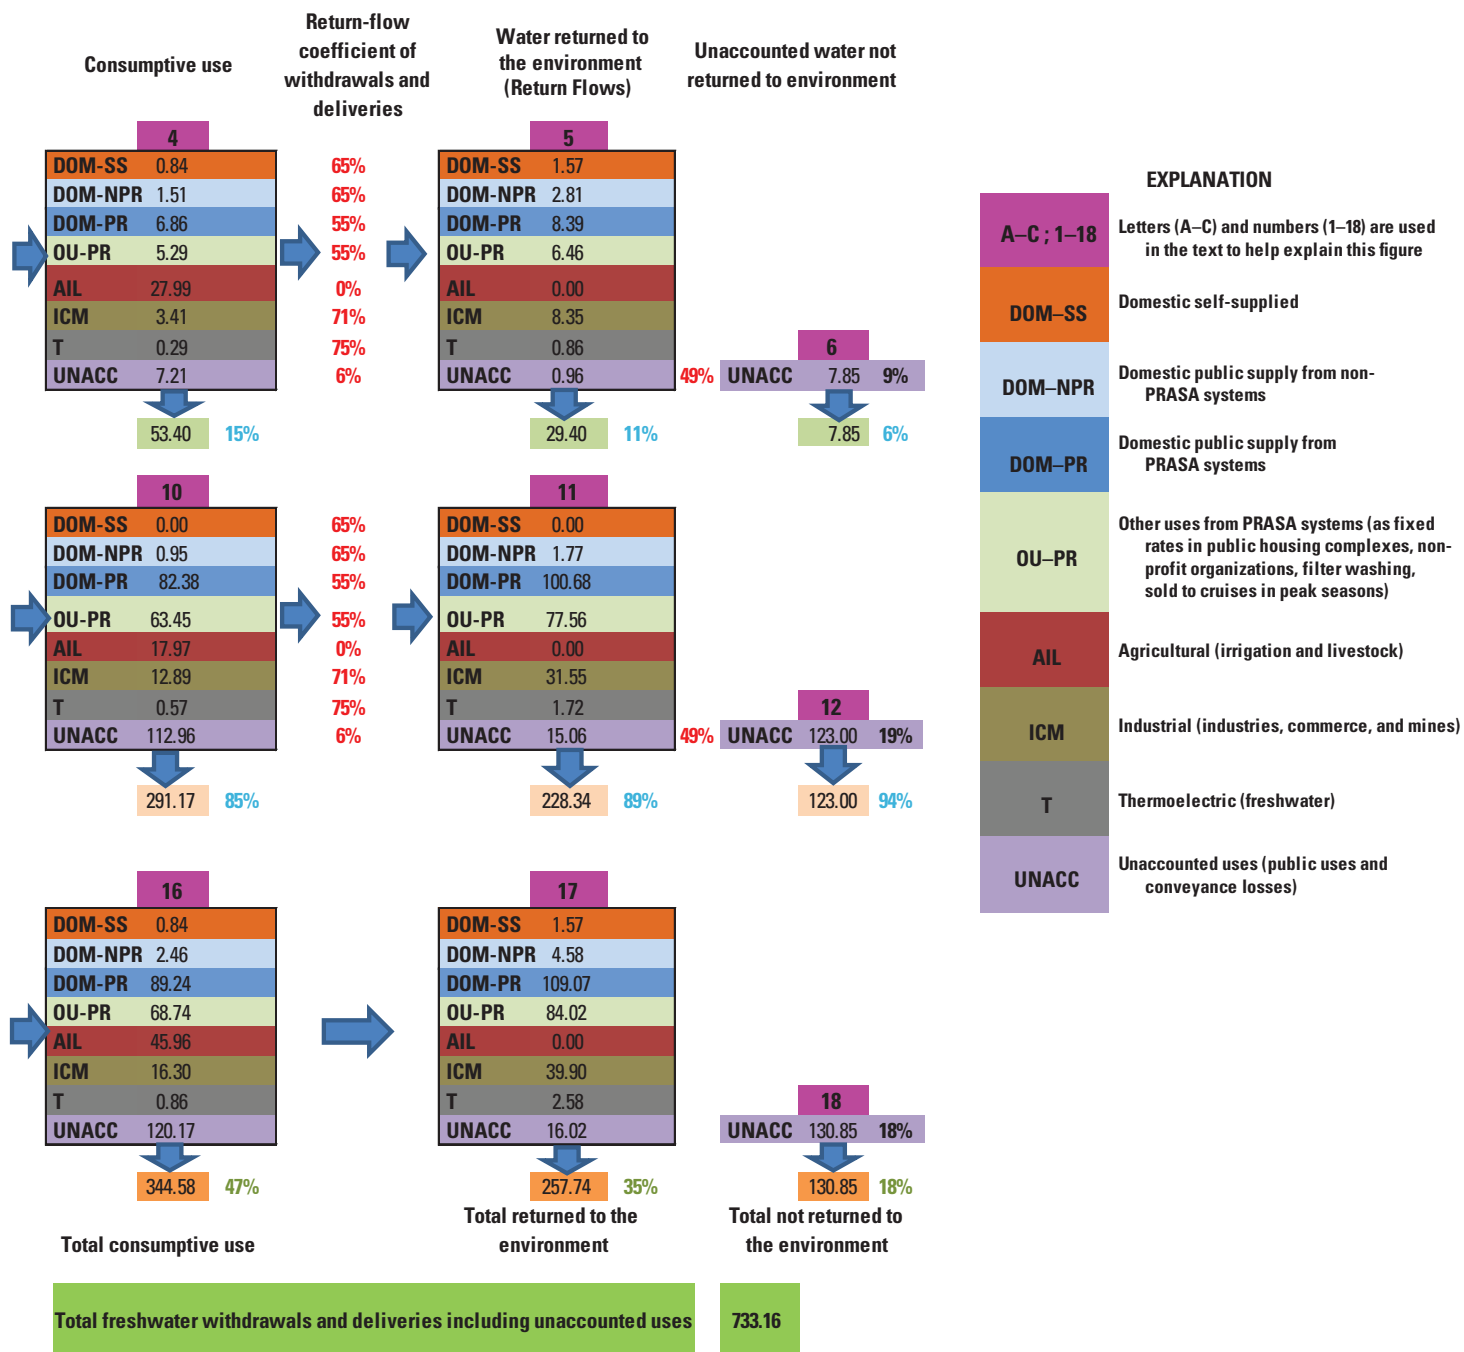 Consumptive use
Return-flow
coefficient of
withdrawals and
deliveries
Water returned to
the environment
(Return Flows)
Unaccounted water not
returned to environment
4
DOM-SS 0.84
DOM-NPR 1.51
DOM-PR 6.86
OU-PR 5.29
AIL 27.99
ICM 3.41
T 0.29
UNACC 7.21
53.40 15%
65%
65%
55%
55%
0%
71%
75%
6%
5
DOM-SS 1.57
DOM-NPR 2.81
DOM-PR 8.39
OU-PR 6.46
AIL 0.00
ICM 8.35
T 0.86
UNACC 0.96
29.40 11%
6
49% UNACC 7.85 9%
7.85 6%
10
DOM-SS 0.00
DOM-NPR 0.95
DOM-PR 82.38
OU-PR 63.45
AIL 17.97
ICM 12.89
T 0.57
UNACC 112.96
291.17 85%
65%
65%
55%
55%
0%
71%
75%
6%
11
DOM-SS 0.00
DOM-NPR 1.77
DOM-PR 100.68
OU-PR 77.56
AIL 0.00
ICM 31.55
T 1.72
UNACC 15.06
228.34 89%
12
49% UNACC 123.00 19%
123.00 94%
16
DOM-SS 0.84
DOM-NPR 2.46
DOM-PR 89.24
OU-PR 68.74
AIL 45.96
ICM 16.30
T 0.86
UNACC 120.17
344.58 47%
Total consumptive use
17
DOM-SS 1.57
DOM-NPR 4.58
DOM-PR 109.07
OU-PR 84.02
AIL 0.00
ICM 39.90
T 2.58
UNACC 16.02
257.74 35%
Total returned to the
environment
18
UNACC 130.85 18%
130.85 18%
Total not returned to
the environment
Total freshwater withdrawals and deliveries including unaccounted uses 733.16
EXPLANATION
A–C ; 1–18 Letters (A–C) and numbers (1–18) are used
in the text to help explain this figure
DOM–SS Domestic self-supplied
DOM–NPR Domestic public supply from non-
PRASA systems
DOM–PR Domestic public supply from
PRASA systems
OU–PR Other uses from PRASA systems (as fixed
rates in public housing complexes, non-
profit organizations, filter washing,
sold to cruises in peak seasons)
AIL Agricultural (irrigation and livestock)
ICM Industrial (industries, commerce, and mines)
T Thermoelectric (freshwater)
UNACC Unaccounted uses (public uses and
conveyance losses)